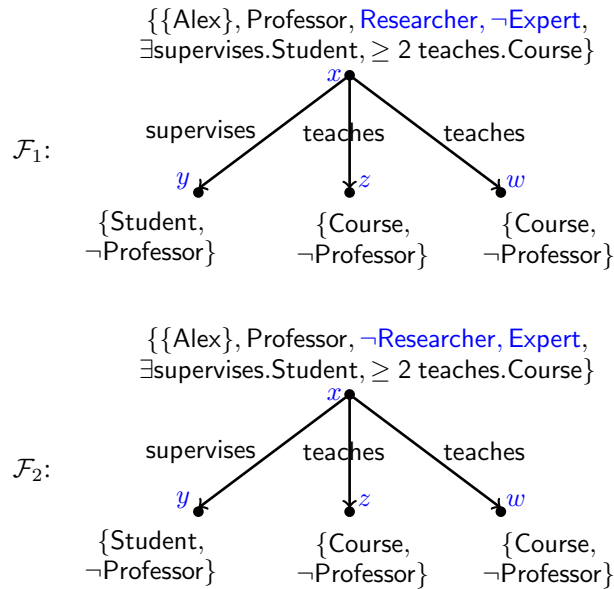 {{Alex}, Professor, Researcher, ¬Expert,
∃supervises.Student, ≥ 2 teaches.Course}
x
supervises teaches teaches
F₁:
y z w
{Student, {Course, {Course,
¬Professor} ¬Professor} ¬Professor}
{{Alex}, Professor, ¬Researcher, Expert,
∃supervises.Student, ≥ 2 teaches.Course}
x
supervises teaches teaches
F₂:
y z w
{Student, {Course, {Course,
¬Professor} ¬Professor} ¬Professor}